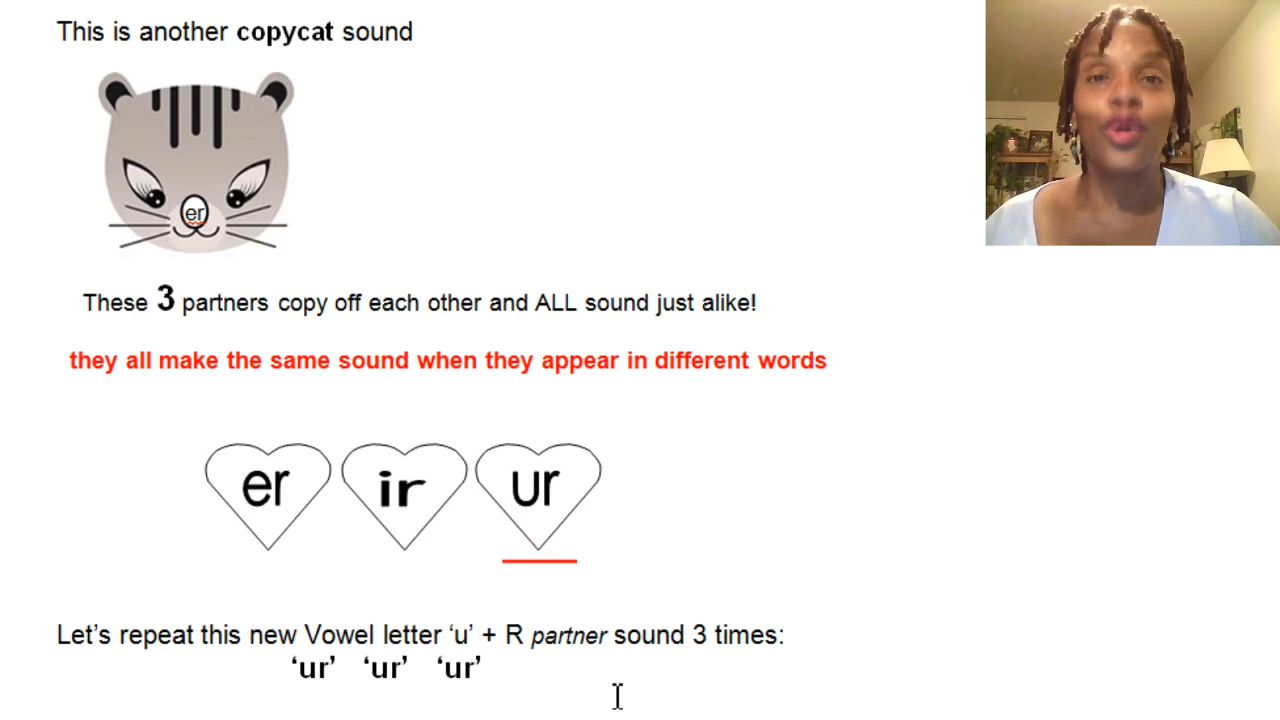 This is another copycat sound
er
These 3 partners copy off each other and ALL sound just alike!
they all make the same sound when they appear in different words
er ir ur
Let’s repeat this new Vowel letter ‘u’ + R partner sound 3 times:
‘ur’ ‘ur’ ‘ur’